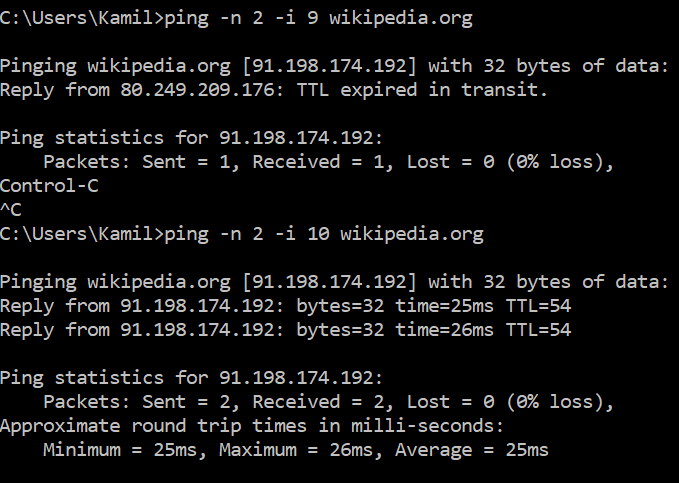 C:\Users\Kamil>ping -n 2 -i 9 wikipedia.org
Pinging wikipedia.org [91.198.174.192] with 32 bytes of data:
Reply from 80.249.209.176: TTL expired in transit.
Ping statistics for 91.198.174.192:
    Packets: Sent = 1, Received = 1, Lost = 0 (0% loss),
Control-C
^C
C:\Users\Kamil>ping -n 2 -i 10 wikipedia.org
Pinging wikipedia.org [91.198.174.192] with 32 bytes of data:
Reply from 91.198.174.192: bytes=32 time=25ms TTL=54
Reply from 91.198.174.192: bytes=32 time=26ms TTL=54
Ping statistics for 91.198.174.192:
    Packets: Sent = 2, Received = 2, Lost = 0 (0% loss),
Approximate round trip times in milli-seconds:
    Minimum = 25ms, Maximum = 26ms, Average = 25ms